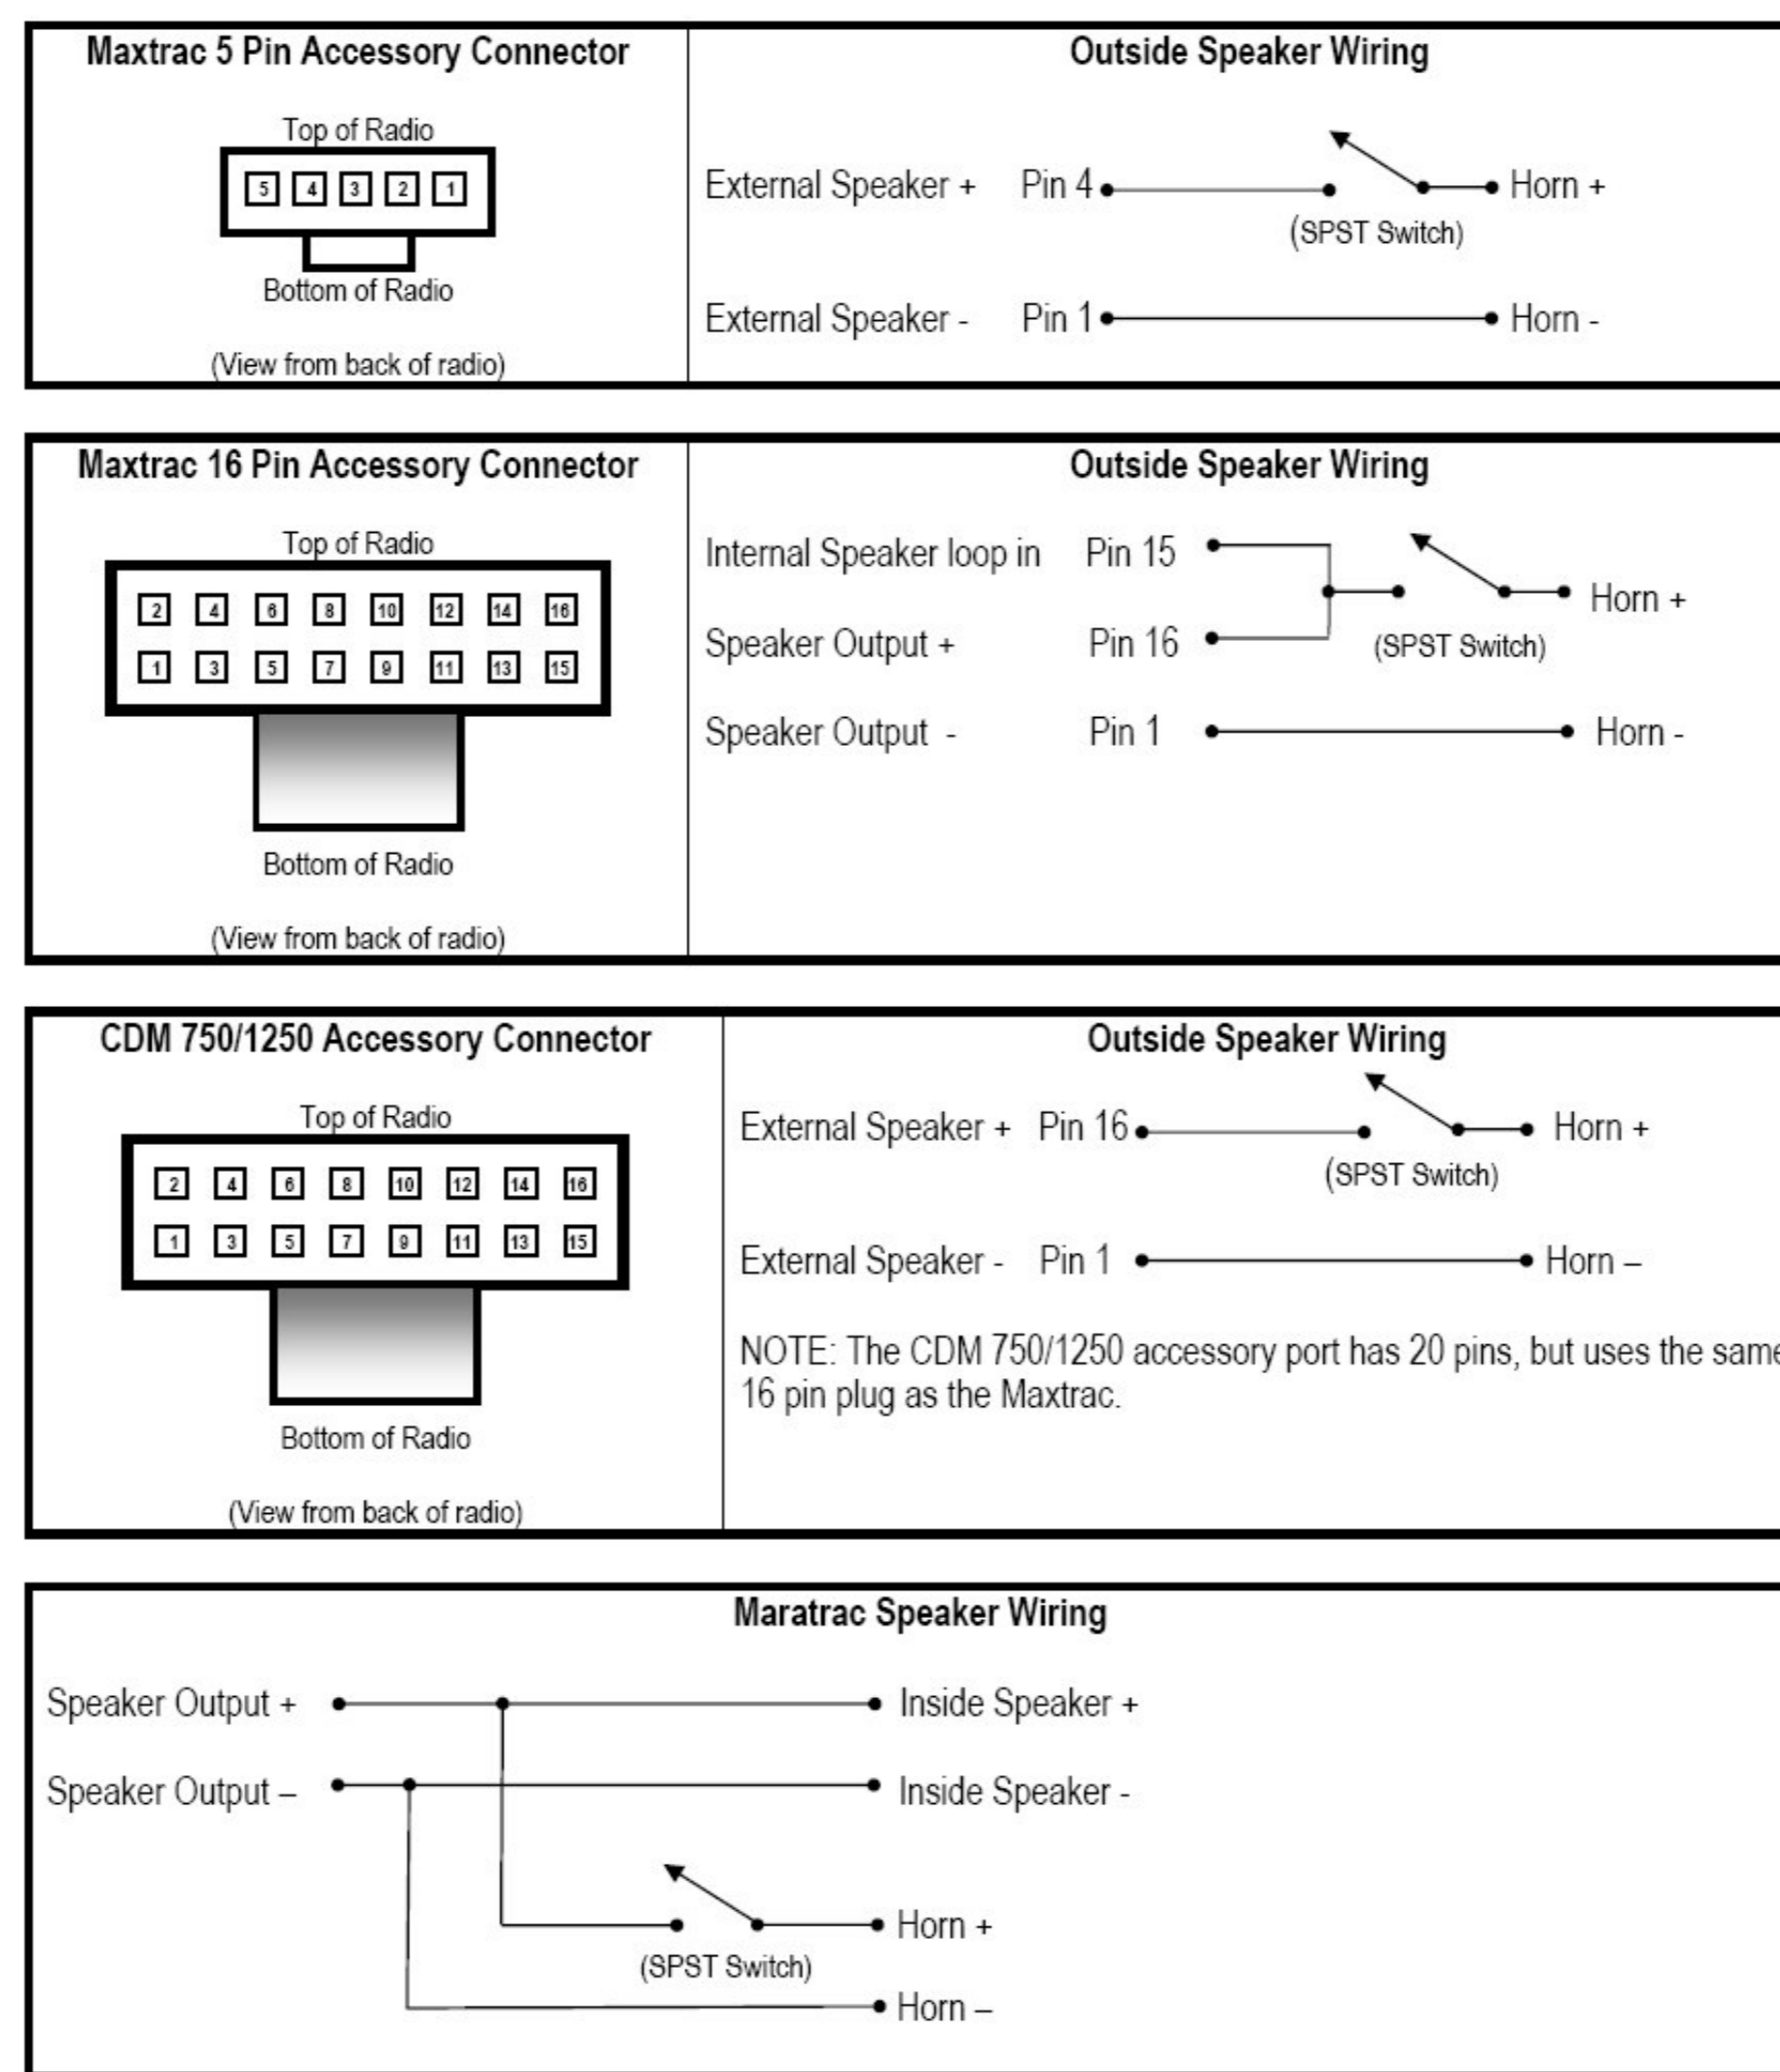 Maxtrac 5 Pin Accessory Connector
Top of Radio
5 4 3 2 1
Bottom of Radio
(View from back of radio)
Outside Speaker Wiring
External Speaker + Pin 4 Horn +
(SPST Switch)
External Speaker - Pin 1 Horn -
Maxtrac 16 Pin Accessory Connector
Top of Radio
2 4 6 8 10 12 14 16
1 3 5 7 9 11 13 15
Bottom of Radio
(View from back of radio)
Outside Speaker Wiring
Internal Speaker loop in Pin 15
Horn +
Speaker Output + Pin 16 (SPST Switch)
Speaker Output - Pin 1 Horn -
CDM 750/1250 Accessory Connector
Top of Radio
2 4 6 8 10 12 14 16
1 3 5 7 9 11 13 15
Bottom of Radio
(View from back of radio)
Outside Speaker Wiring
External Speaker + Pin 16 Horn +
(SPST Switch)
External Speaker - Pin 1 Horn –
NOTE: The CDM 750/1250 accessory port has 20 pins, but uses the same
16 pin plug as the Maxtrac.
Maratrac Speaker Wiring
Speaker Output + Inside Speaker +
Speaker Output – Inside Speaker -
Horn +
(SPST Switch)
Horn –